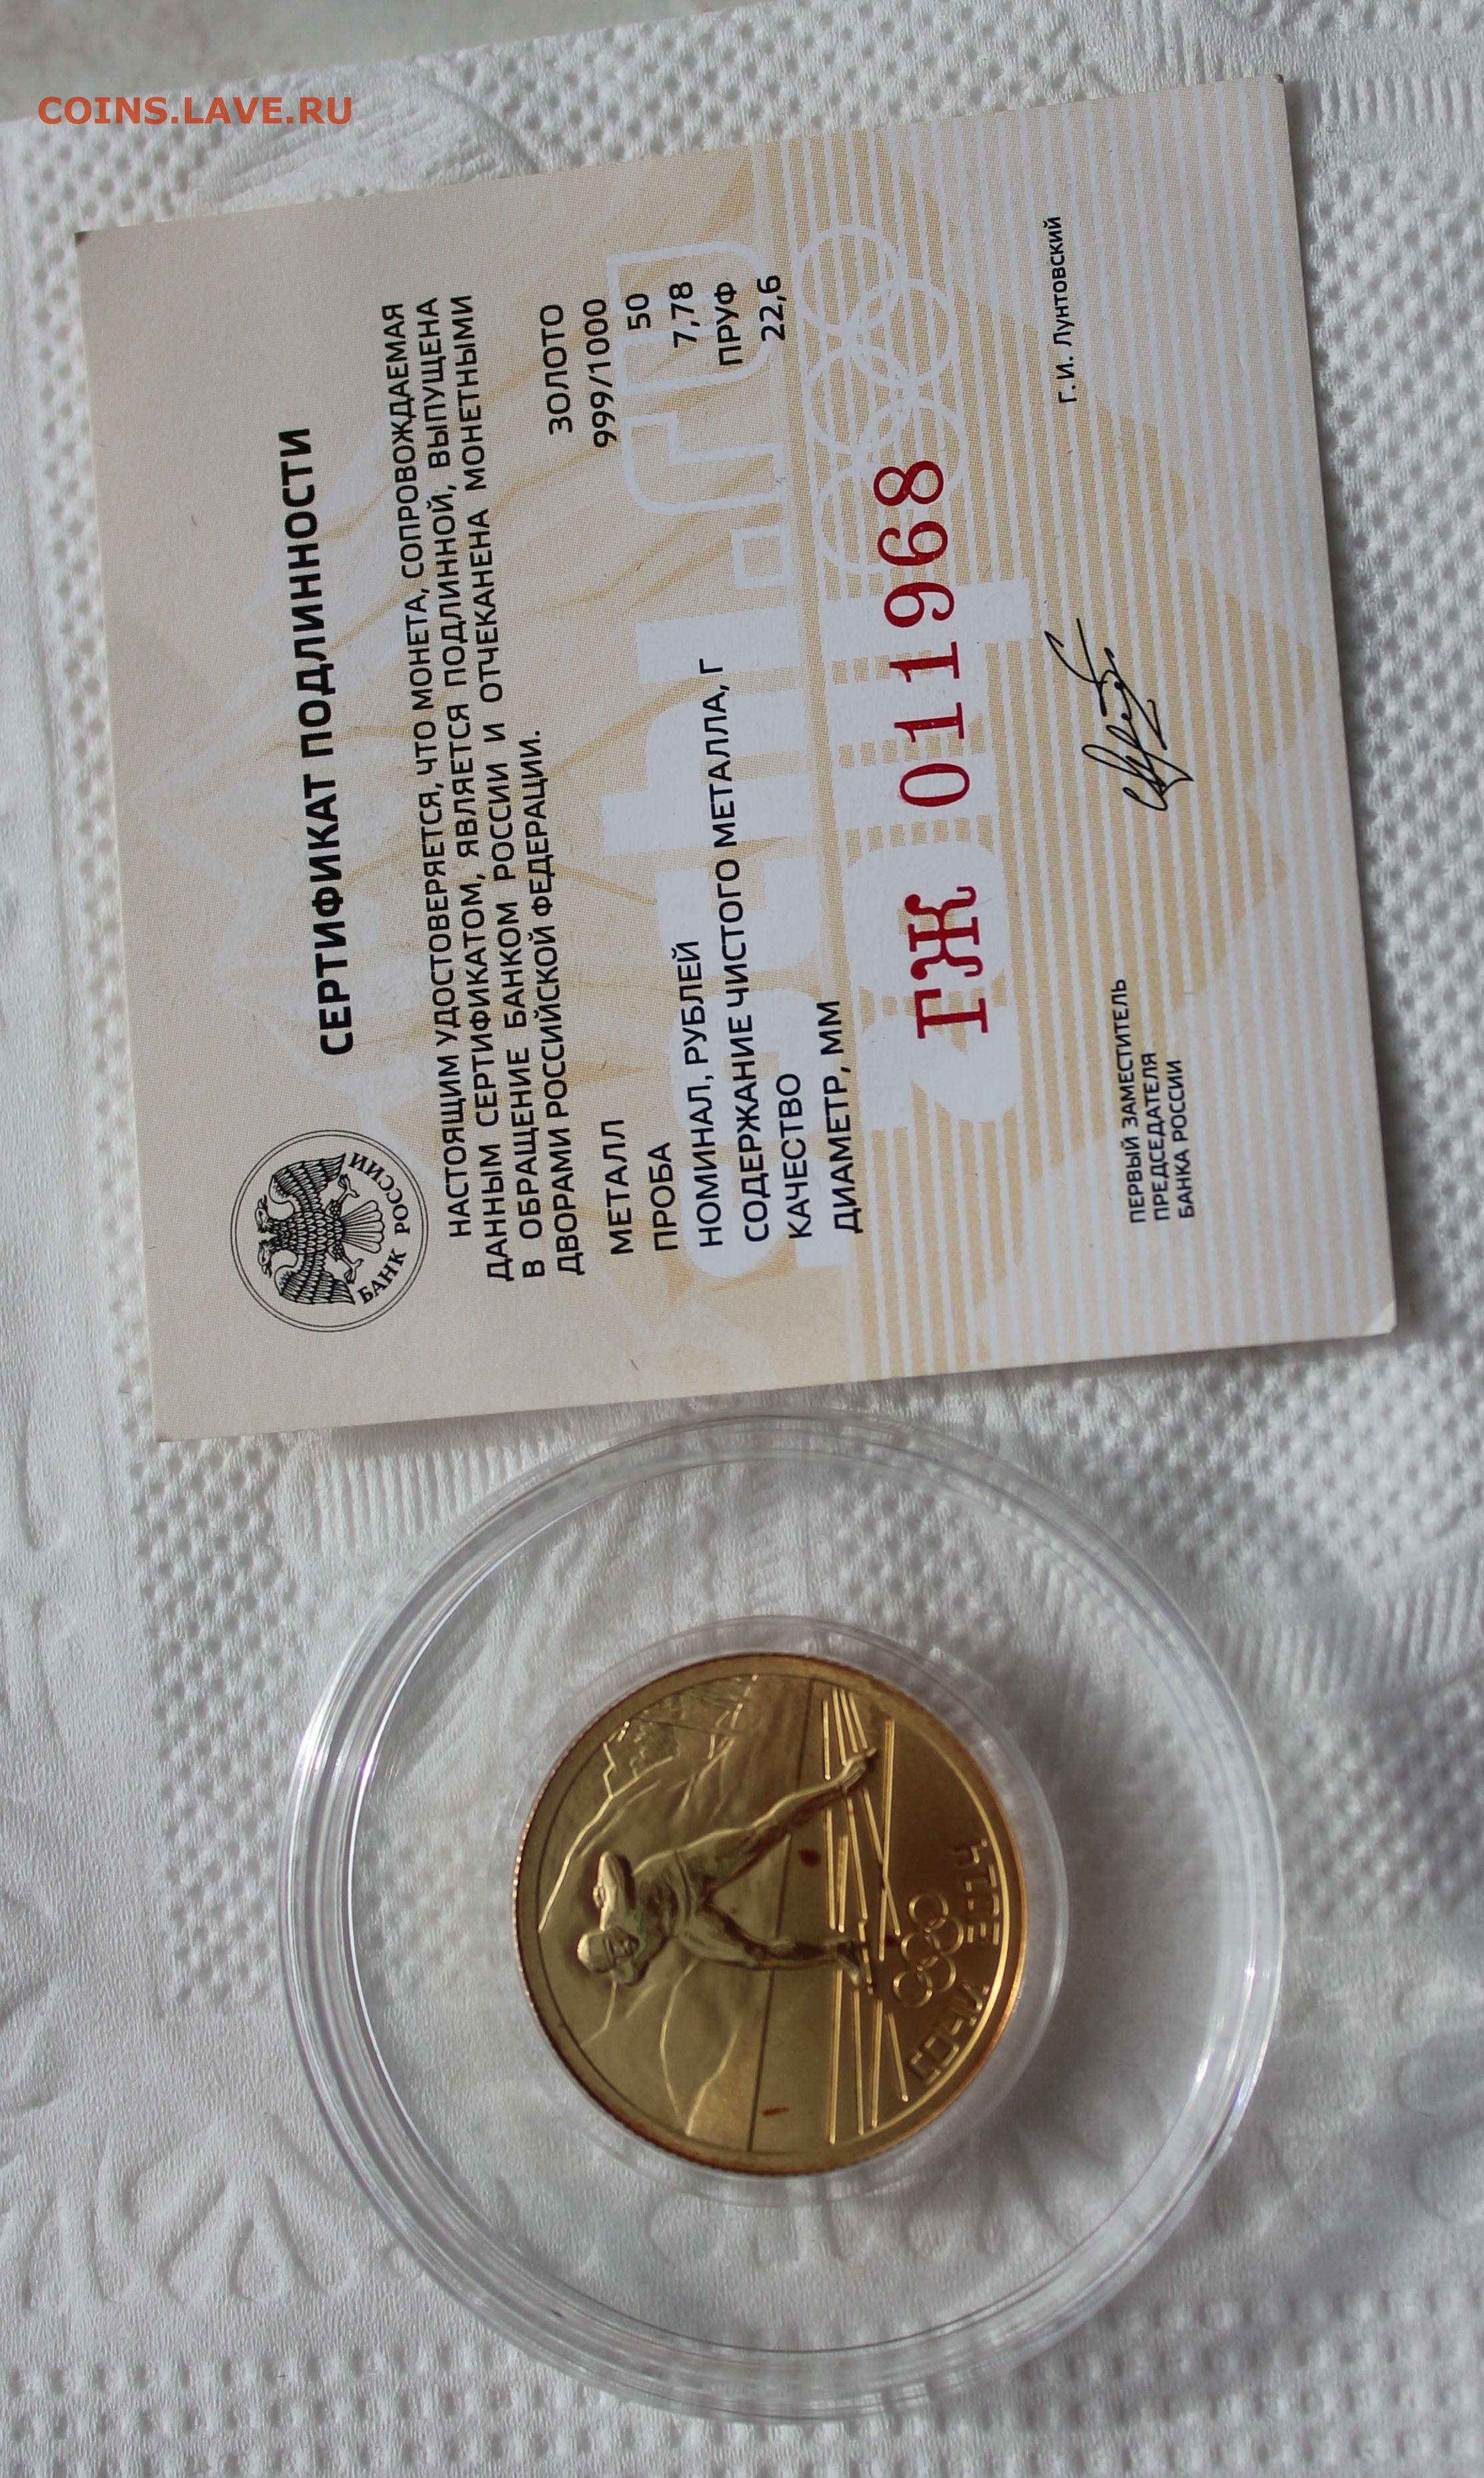 COINS.LAVE.RU
БАНК РОССИИ
СЕРТИФИКАТ ПОДЛИННОСТИ
НАСТОЯЩИМ УДОСТОВЕРЯЕТСЯ, ЧТО МОНЕТА, СОПРОВОЖДАЕМАЯ
ДАННЫМ СЕРТИФИКАТОМ, ЯВЛЯЕТСЯ ПОДЛИННОЙ, ВЫПУЩЕНА
В ОБРАЩЕНИЕ БАНКОМ РОССИИ И ОТЧЕКАНЕНА МОНЕТНЫМИ
ДВОРАМИ РОССИЙСКОЙ ФЕДЕРАЦИИ.
МЕТАЛЛ ЗОЛОТО
ПРОБА 999/1000
НОМИНАЛ, РУБЛЕЙ 50
СОДЕРЖАНИЕ ЧИСТОГО МЕТАЛЛА, Г 7,78
КАЧЕСТВО ПРУФ
ДИАМЕТР, ММ 22,6
ГЖ 011968
ПЕРВЫЙ ЗАМЕСТИТЕЛЬ
ПРЕДСЕДАТЕЛЯ
БАНКА РОССИИ
Г. И. Лунтовский
СОЧИ 2014